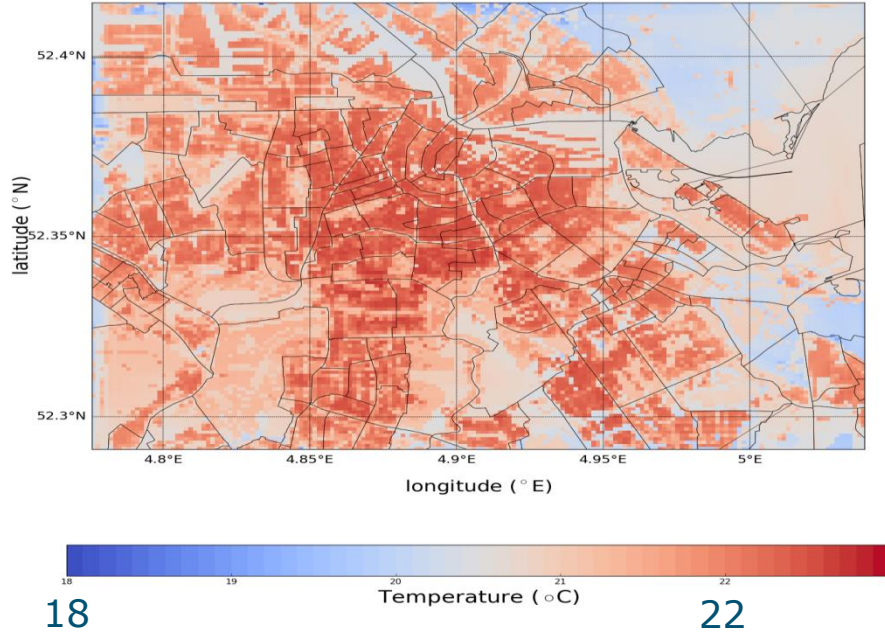 52.4°N
latitude (°N)
52.35°N
52.3°N
4.8°E
4.85°E
4.9°E
4.95°E
5°E
longitude (°E)
18
19
20
21
22
Temperature (°C)
18
22